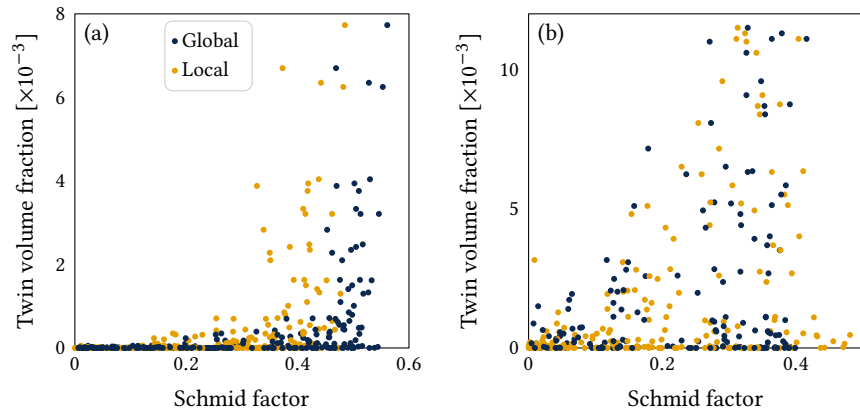 (a)
Global
Local
Twin volume fraction [×10⁻³]
8
6
4
2
0
0 0.2 0.4 0.6
Schmid factor
(b)
Twin volume fraction [×10⁻³]
10
5
0
0 0.2 0.4
Schmid factor